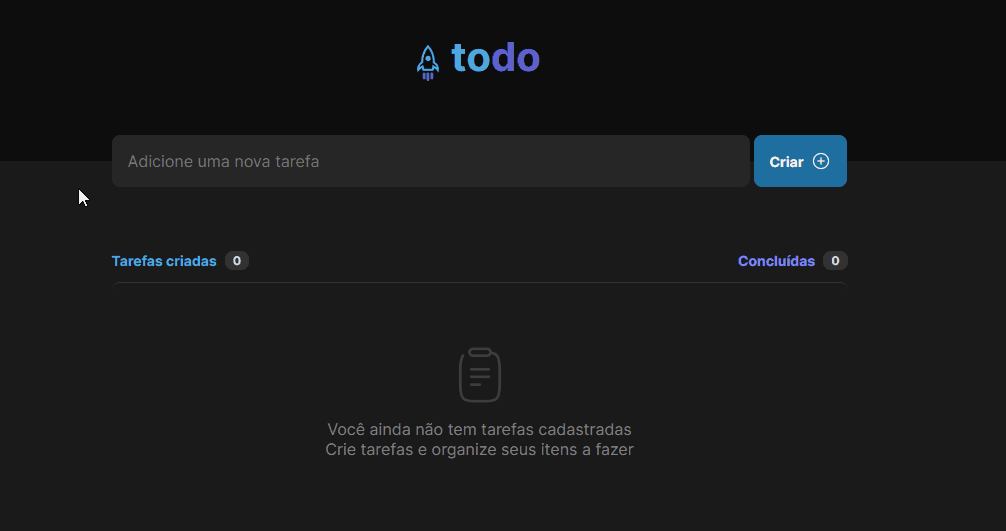 todo
Adicione uma nova tarefa
Criar
Tarefas criadas 0
Concluídas 0
Você ainda não tem tarefas cadastradas
Crie tarefas e organize seus itens a fazer